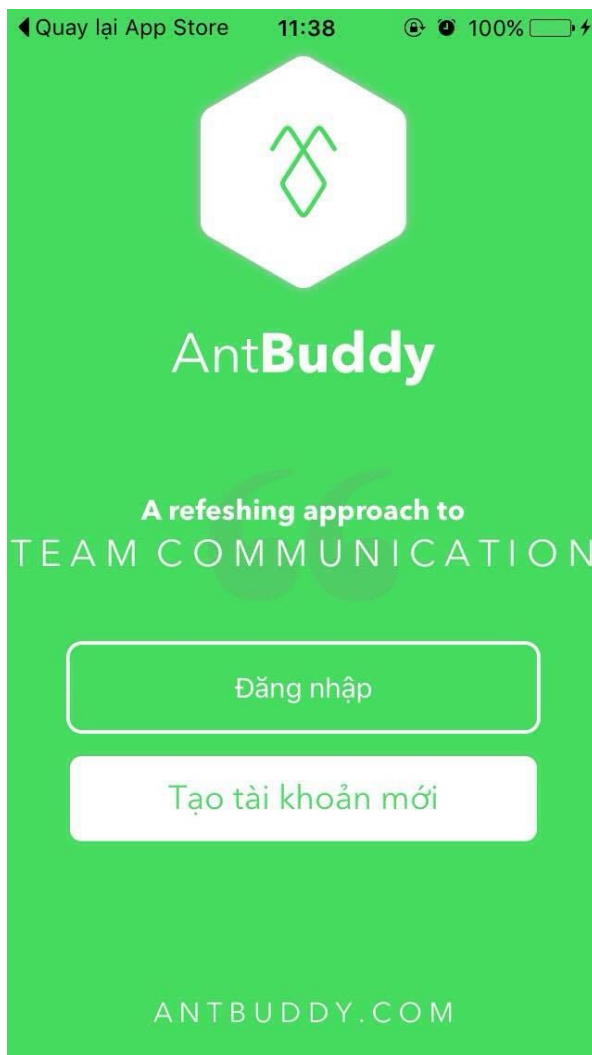 Quay lại App Store 11:38 100%
AntBuddy
A refeshing approach to
TEAM COMMUNICATION
Đăng nhập
Tạo tài khoản mới
ANTBUDDY.COM